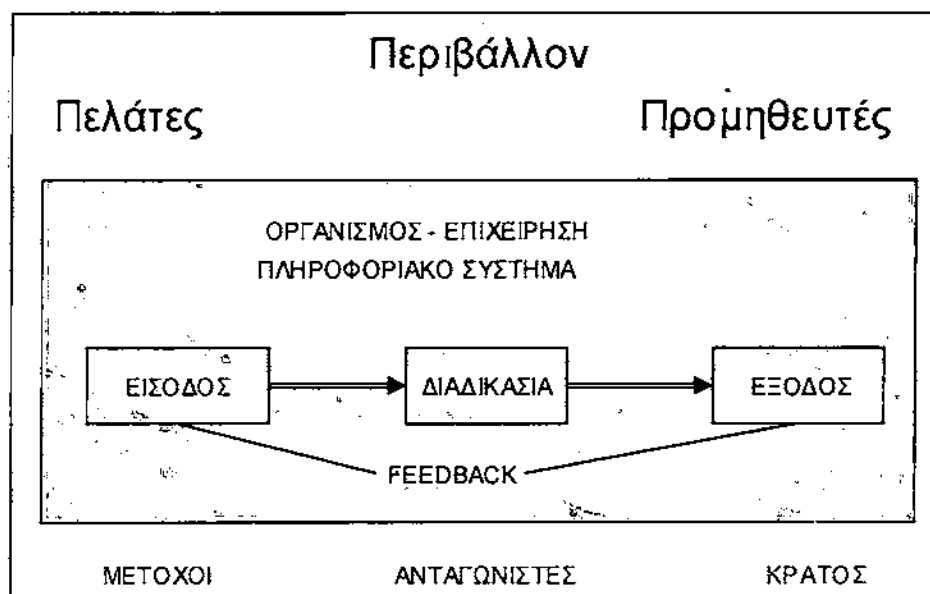 Περιβάλλον
Πελάτες Προμηθευτές
ΟΡΓΑΝΙΣΜΟΣ - ΕΠΙΧΕΙΡΗΣΗ
ΠΛΗΡΟΦΟΡΙΑΚΟ ΣΥΣΤΗΜΑ
ΕΙΣΟΔΟΣ ΔΙΑΔΙΚΑΣΙΑ ΕΞΟΔΟΣ
FEEDBACK
ΜΕΤΟΧΟΙ ΑΝΤΑΓΩΝΙΣΤΕΣ ΚΡΑΤΟΣ